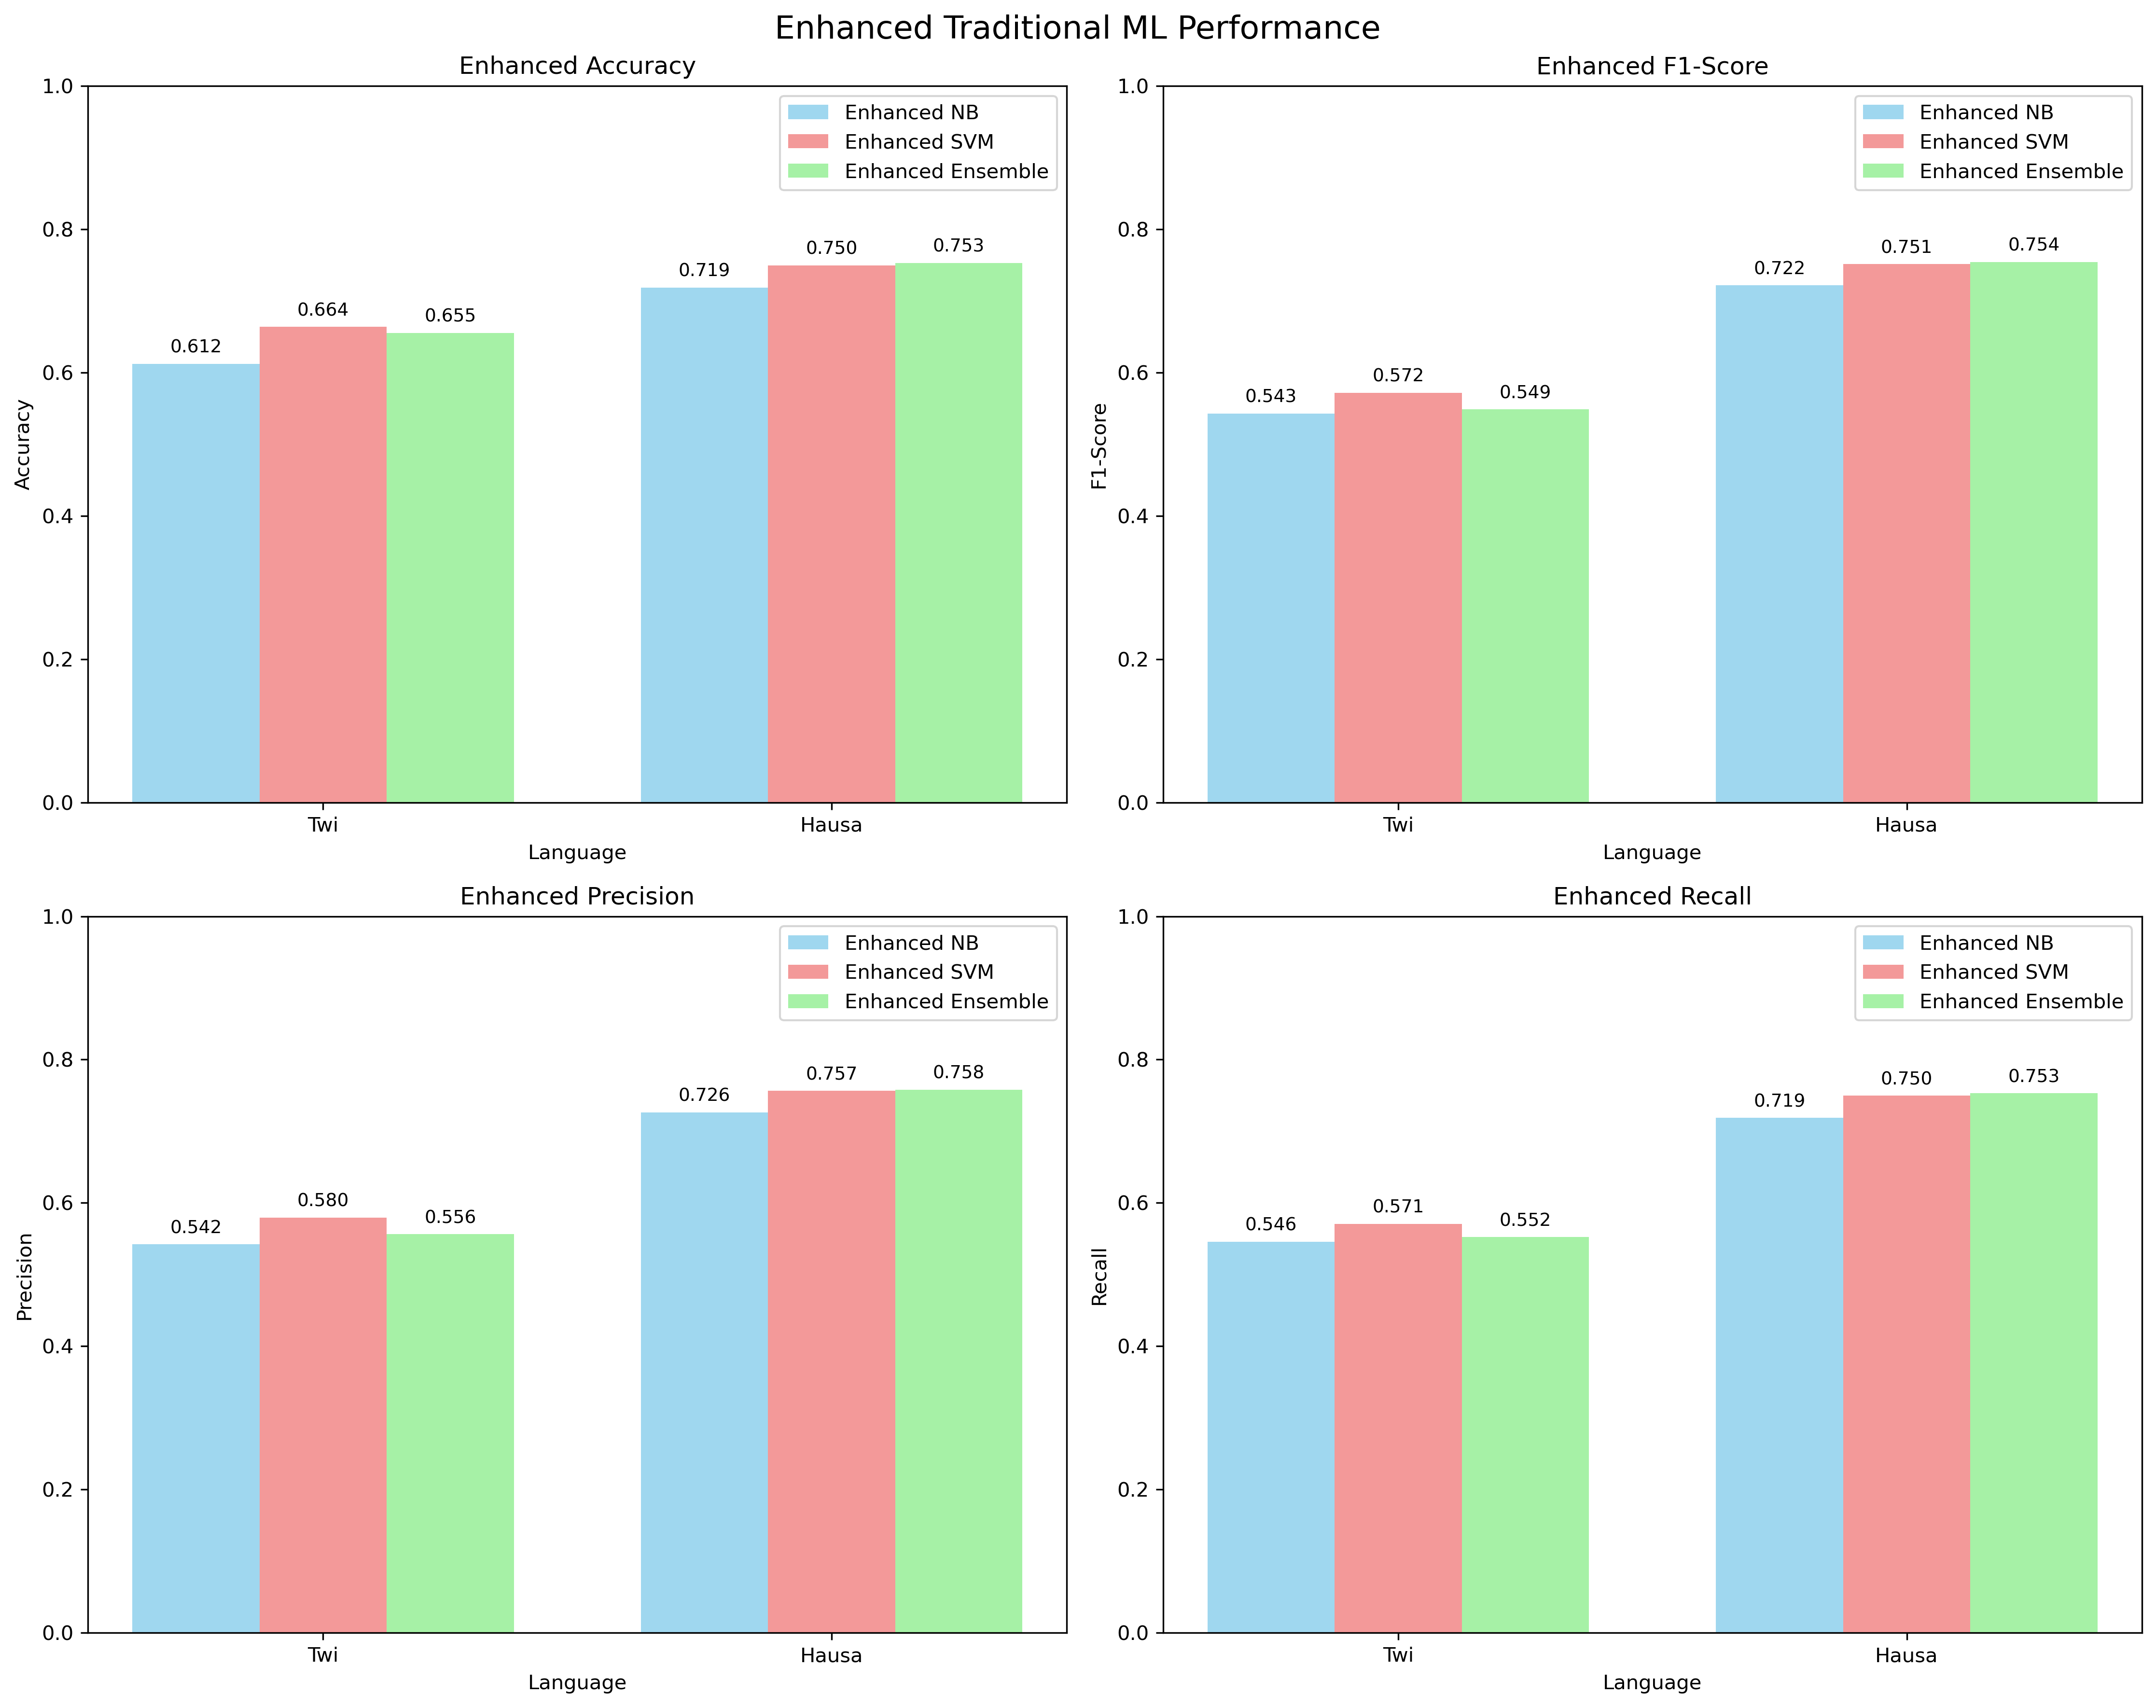 Enhanced Traditional ML Performance
Enhanced Accuracy
1.0
0.8
0.6
0.4
0.2
0.0
Accuracy
Enhanced NB
Enhanced SVM
Enhanced Ensemble
0.612
0.664
0.655
0.719
0.750
0.753
Twi
Hausa
Language
Enhanced F1-Score
1.0
0.8
0.6
0.4
0.2
0.0
F1-Score
Enhanced NB
Enhanced SVM
Enhanced Ensemble
0.543
0.572
0.549
0.722
0.751
0.754
Twi
Hausa
Language
Enhanced Precision
1.0
0.8
0.6
0.4
0.2
0.0
Precision
Enhanced NB
Enhanced SVM
Enhanced Ensemble
0.542
0.580
0.556
0.726
0.757
0.758
Twi
Hausa
Language
Enhanced Recall
1.0
0.8
0.6
0.4
0.2
0.0
Recall
Enhanced NB
Enhanced SVM
Enhanced Ensemble
0.546
0.571
0.552
0.719
0.750
0.753
Twi
Hausa
Language